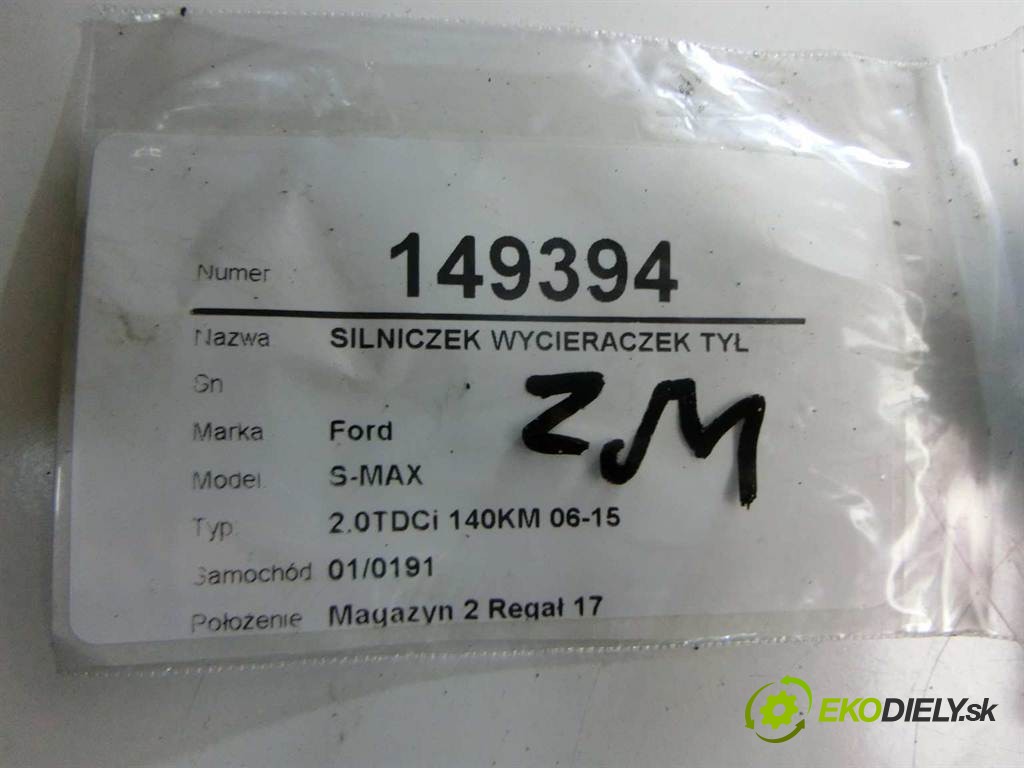 Numer 149394
Nazwa SILNICZEK WYCIERACZEK TYŁ
Sn
Marka Ford
ZM
Model S-MAX
Typ 2.0TDCi 140KM 06-15
Samochód 01/0191
Położenie Magazyn 2 Regał 17
EKODIELY.sk